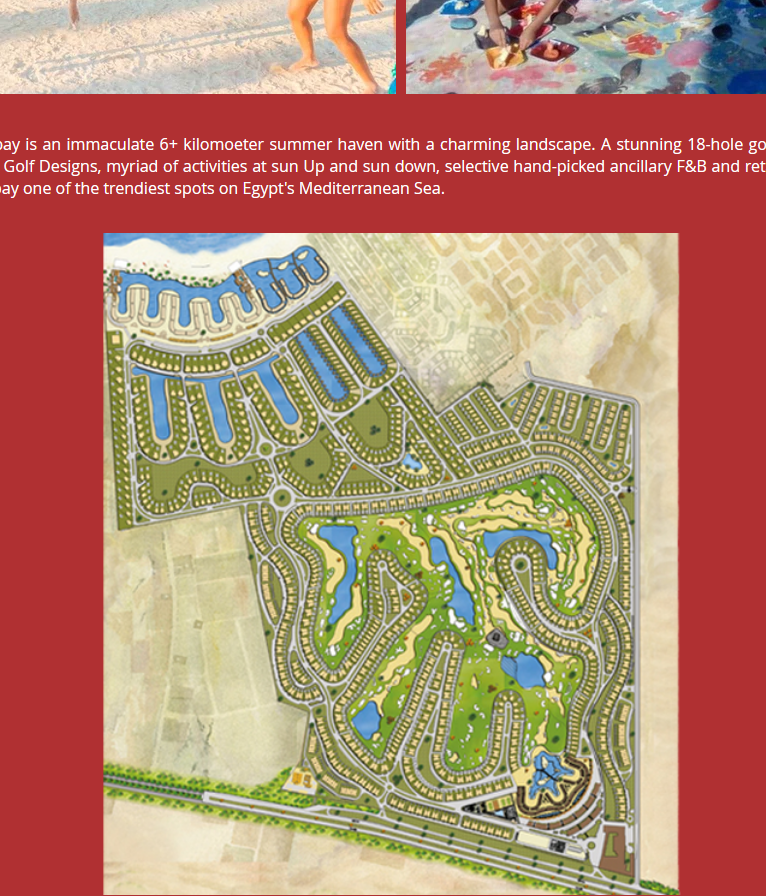 bay is an immaculate 6+ kilomoeter summer haven with a charming landscape. A stunning 18-hole go
Golf Designs, myriad of activities at sun Up and sun down, selective hand-picked ancillary F&B and ret
bay one of the trendiest spots on Egypt's Mediterranean Sea.